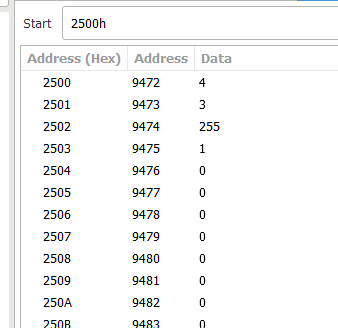 Start 2500h
Address (Hex) Address Data
2500 9472 4
2501 9473 3
2502 9474 255
2503 9475 1
2504 9476 0
2505 9477 0
2506 9478 0
2507 9479 0
2508 9480 0
2509 9481 0
250A 9482 0
250B 9483 0